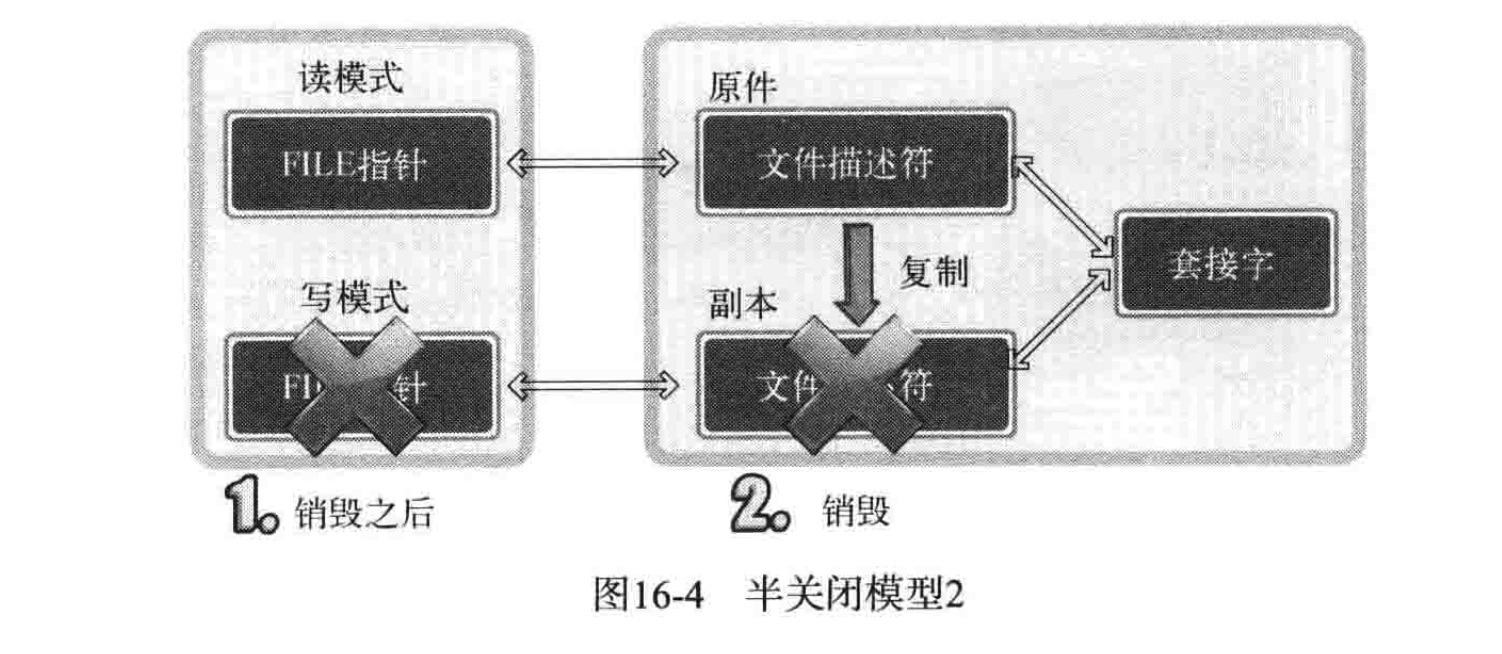 读模式
原件
FILE指针
文件描述符
套接字
复制
写模式
副本
FI 针
文件 符
1. 销毁之后
2. 销毁
图16-4 半关闭模型2